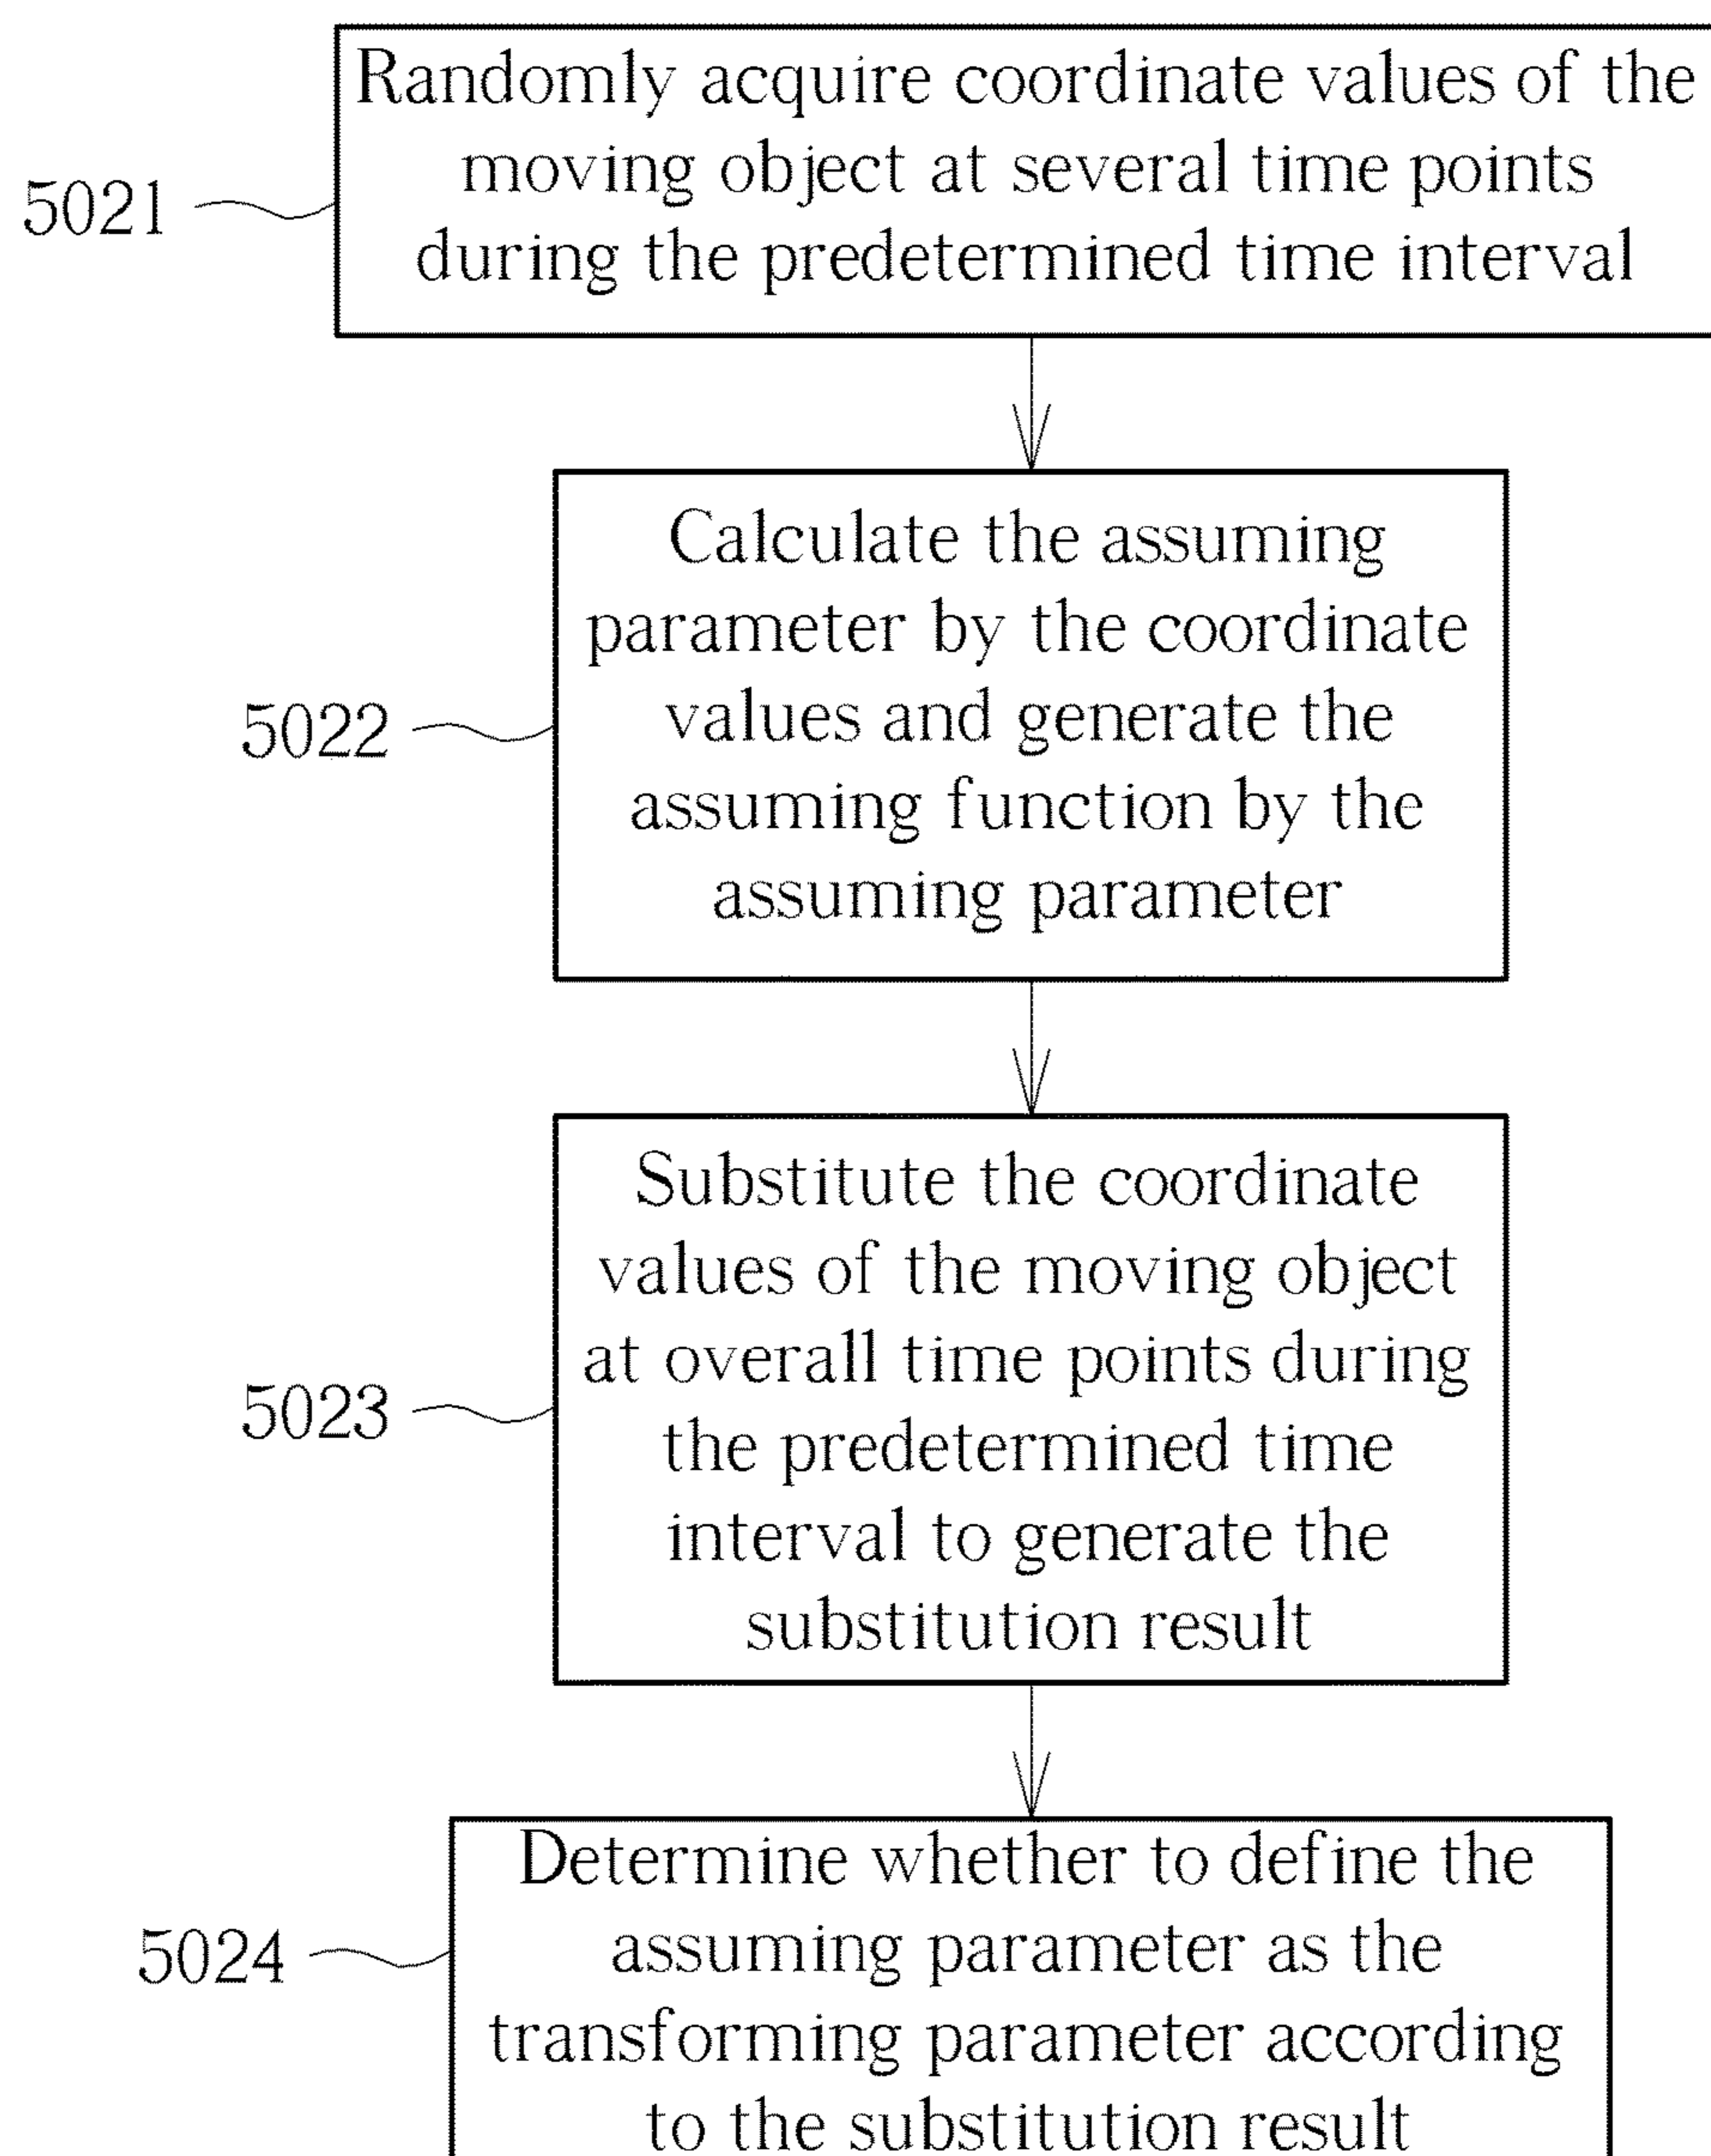 Randomly acquire coordinate values of the
moving object at several time points
during the predetermined time interval
5021
Calculate the assuming
parameter by the coordinate
values and generate the
assuming function by the
assuming parameter
5022
Substitute the coordinate
values of the moving object
at overall time points during
the predetermined time
interval to generate the
substitution result
5023
Determine whether to define the
assuming parameter as the
transforming parameter according
to the substitution result
5024